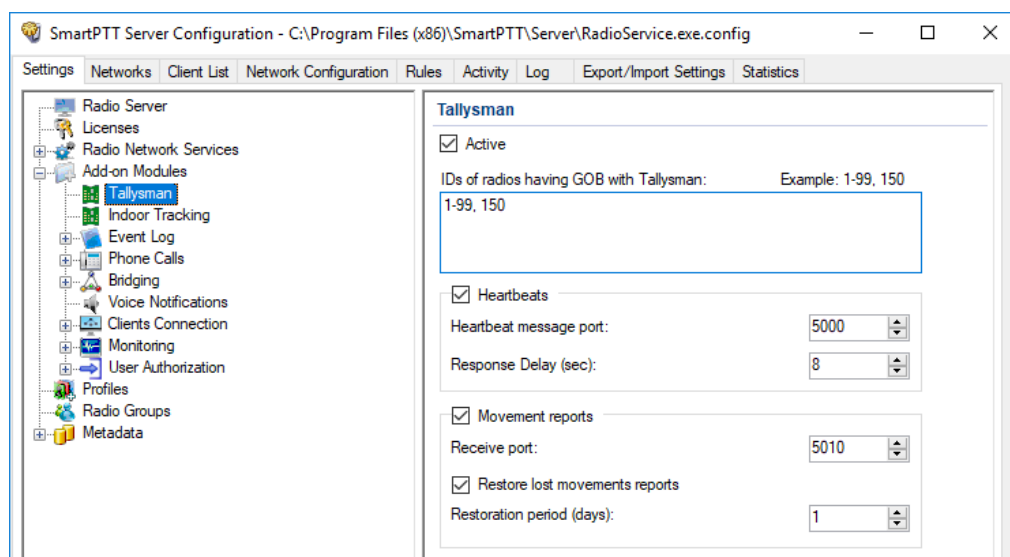 SmartPTT Server Configuration - C:\Program Files (x86)\SmartPTT\Server\RadioService.exe.config
Settings Networks Client List Network Configuration Rules Activity Log Export/Import Settings Statistics
Radio Server
Licenses
Radio Network Services
Add-on Modules
Tallysman
Indoor Tracking
Event Log
Phone Calls
Bridging
Voice Notifications
Clients Connection
Monitoring
User Authorization
Profiles
Radio Groups
Metadata
Tallysman
Active
IDs of radios having GOB with Tallysman: Example: 1-99, 150
1-99, 150
Heartbeats
Heartbeat message port: 5000
Response Delay (sec): 8
Movement reports
Receive port: 5010
Restore lost movements reports
Restoration period (days): 1